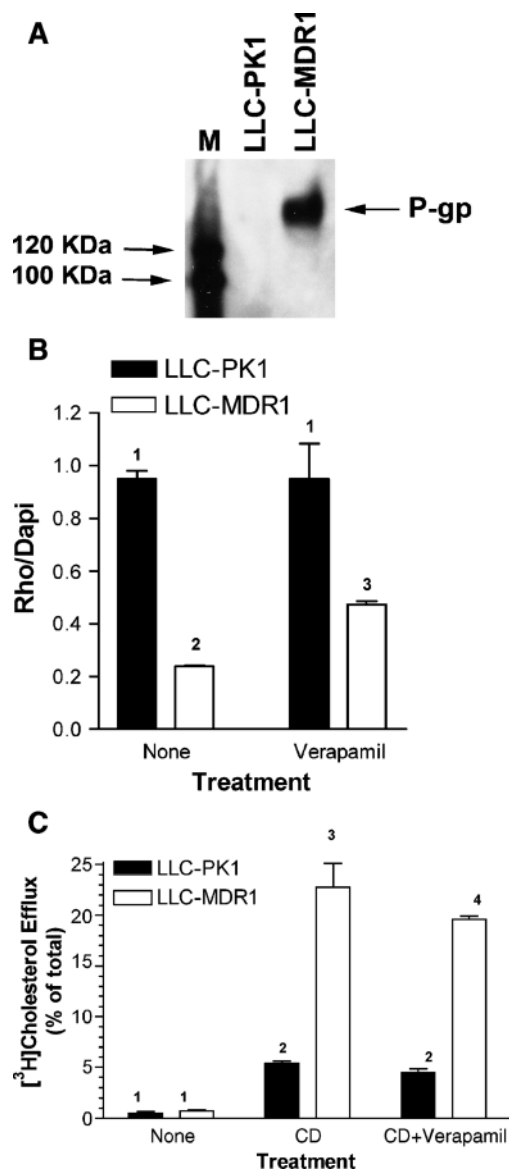 A
M
LLC-PK1
LLC-MDR1
P-gp
120 KDa
100 KDa
B
LLC-PK1
LLC-MDR1
Rho/Dapi
1.2
1.0
0.8
0.6
0.4
0.2
0.0
1
2
1
3
None
Verapamil
Treatment
C
LLC-PK1
LLC-MDR1
[³H]Cholesterol Efflux
(% of total)
25
20
15
10
5
0
1
1
2
3
2
4
None
CD
CD+Verapamil
Treatment